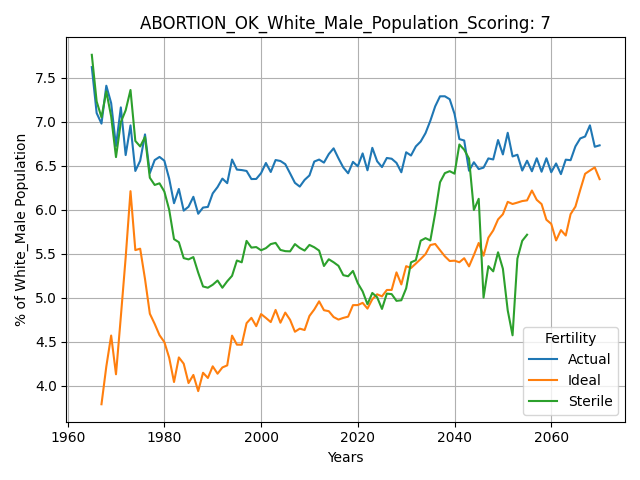 ABORTION_OK_White_Male_Population_Scoring: 7
% of White_Male Population
7.5
7.0
6.5
6.0
5.5
5.0
4.5
4.0
1960
1980
2000
2020
2040
2060
Years
Fertility
Actual
Ideal
Sterile